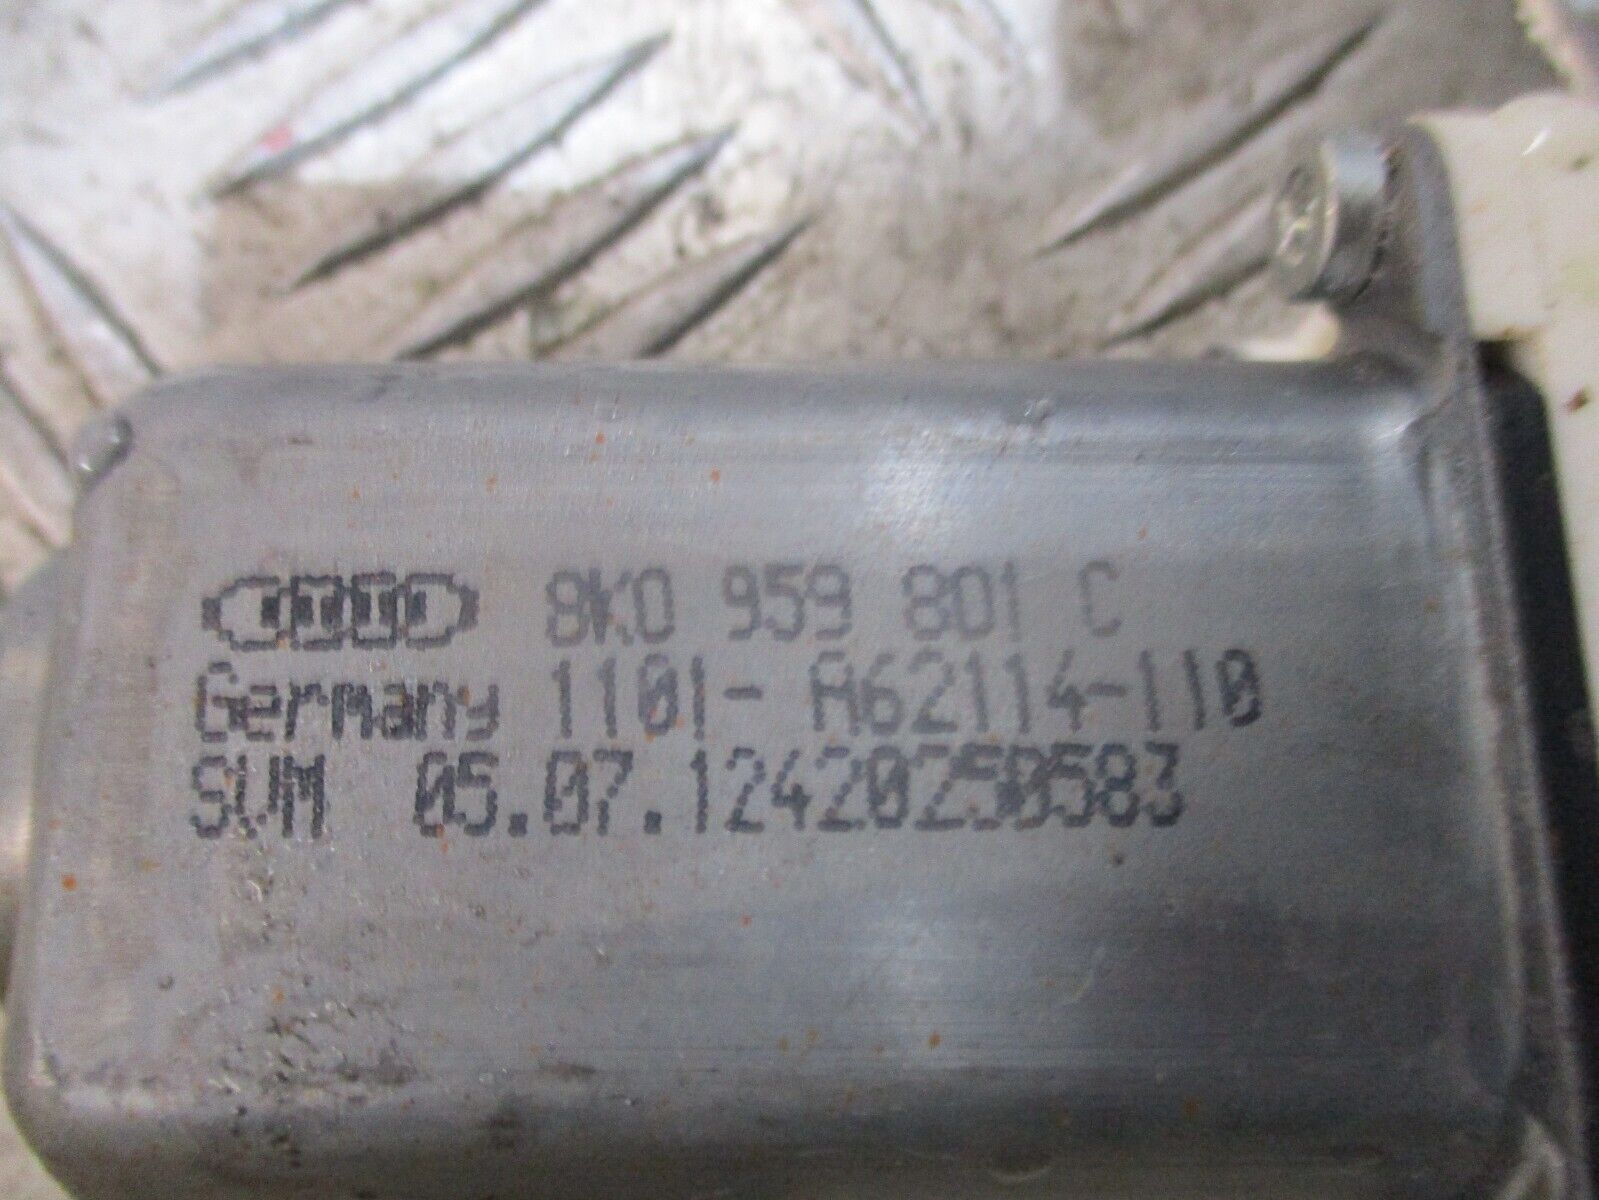 8K0 959 801 C
Germany 1101- A62114-110
SVM 05.07.12420250583